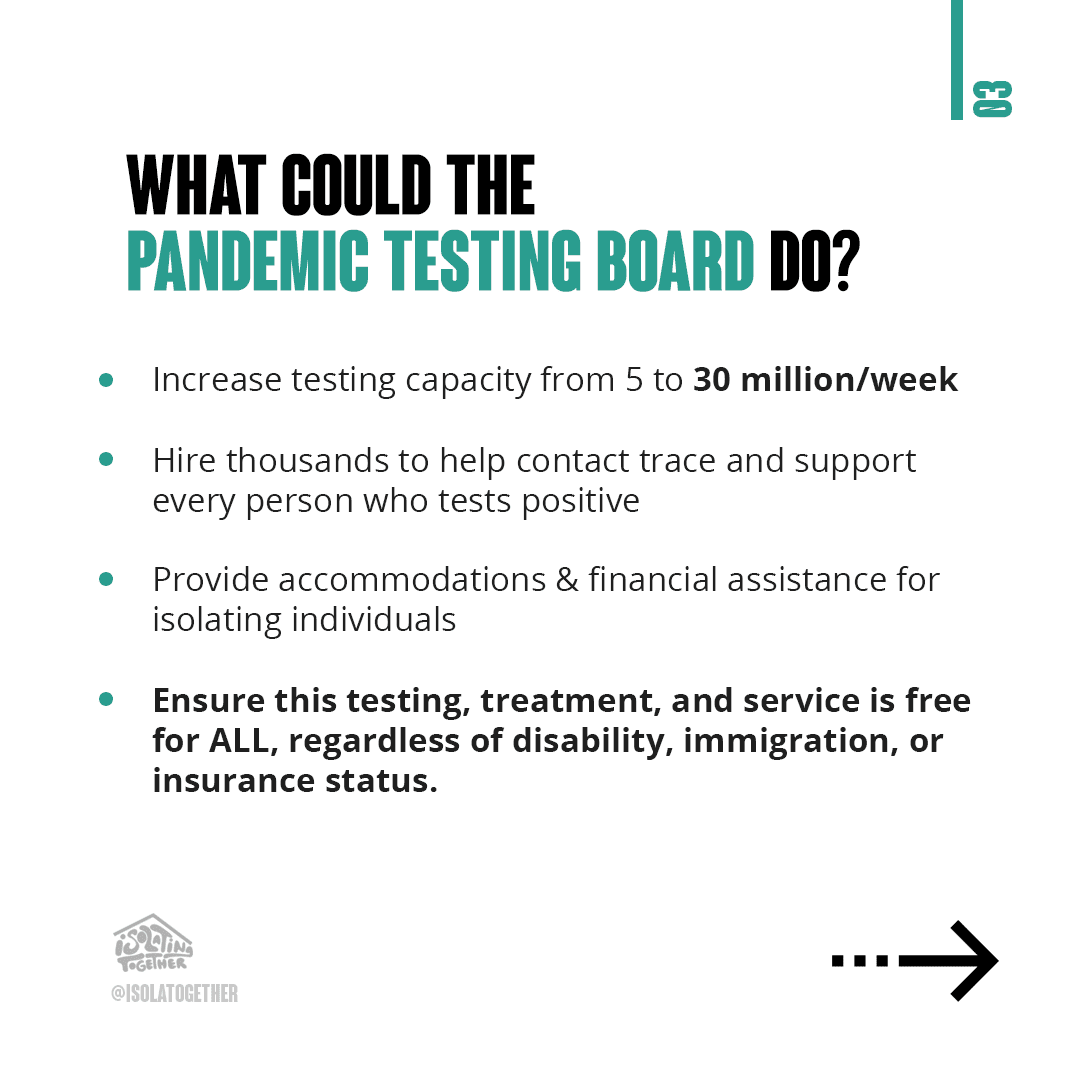 03
WHAT COULD THE
PANDEMIC TESTING BOARD DO?
Increase testing capacity from 5 to 30 million/week
Hire thousands to help contact trace and support
every person who tests positive
Provide accommodations & financial assistance for
isolating individuals
Ensure this testing, treatment, and service is free
for ALL, regardless of disability, immigration, or
insurance status.
iSOLATING
TOGETHER
@ISOLATOGETHER